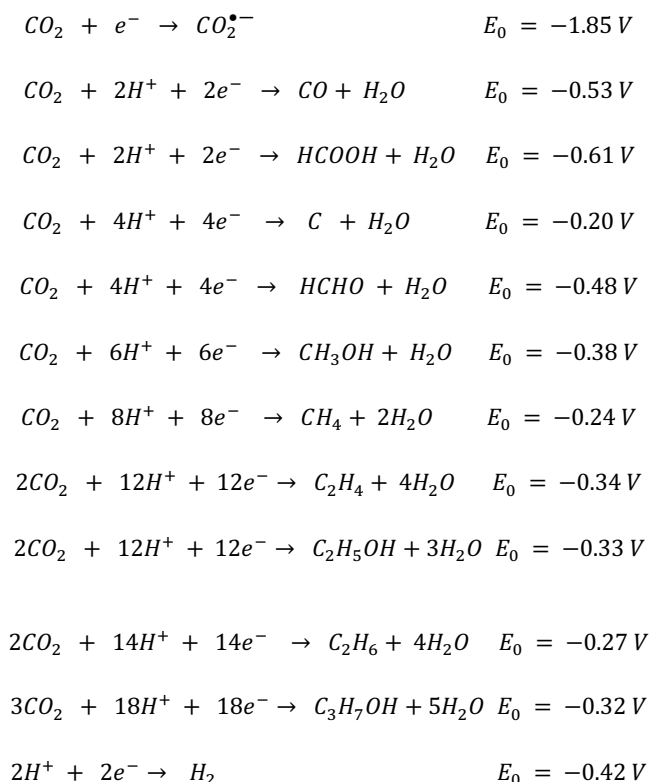 CO₂ + e⁻ → CO₂•⁻ E₀ = −1.85 V
CO₂ + 2H⁺ + 2e⁻ → CO + H₂O E₀ = −0.53 V
CO₂ + 2H⁺ + 2e⁻ → HCOOH + H₂O E₀ = −0.61 V
CO₂ + 4H⁺ + 4e⁻ → C + H₂O E₀ = −0.20 V
CO₂ + 4H⁺ + 4e⁻ → HCHO + H₂O E₀ = −0.48 V
CO₂ + 6H⁺ + 6e⁻ → CH₃OH + H₂O E₀ = −0.38 V
CO₂ + 8H⁺ + 8e⁻ → CH₄ + 2H₂O E₀ = −0.24 V
2CO₂ + 12H⁺ + 12e⁻ → C₂H₄ + 4H₂O E₀ = −0.34 V
2CO₂ + 12H⁺ + 12e⁻ → C₂H₅OH + 3H₂O E₀ = −0.33 V
2CO₂ + 14H⁺ + 14e⁻ → C₂H₆ + 4H₂O E₀ = −0.27 V
3CO₂ + 18H⁺ + 18e⁻ → C₃H₇OH + 5H₂O E₀ = −0.32 V
2H⁺ + 2e⁻ → H₂ E₀ = −0.42 V